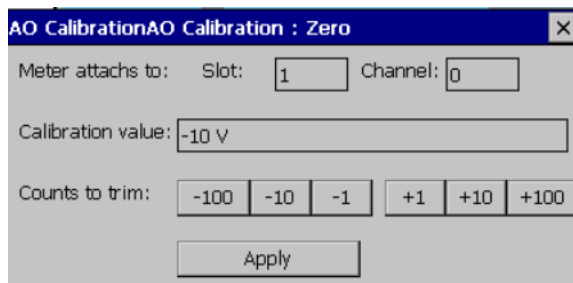 AO CalibrationAO Calibration : Zero
Meter attachs to: Slot: 1 Channel: 0
Calibration value: -10 V
Counts to trim: -100 -10 -1 +1 +10 +100
Apply